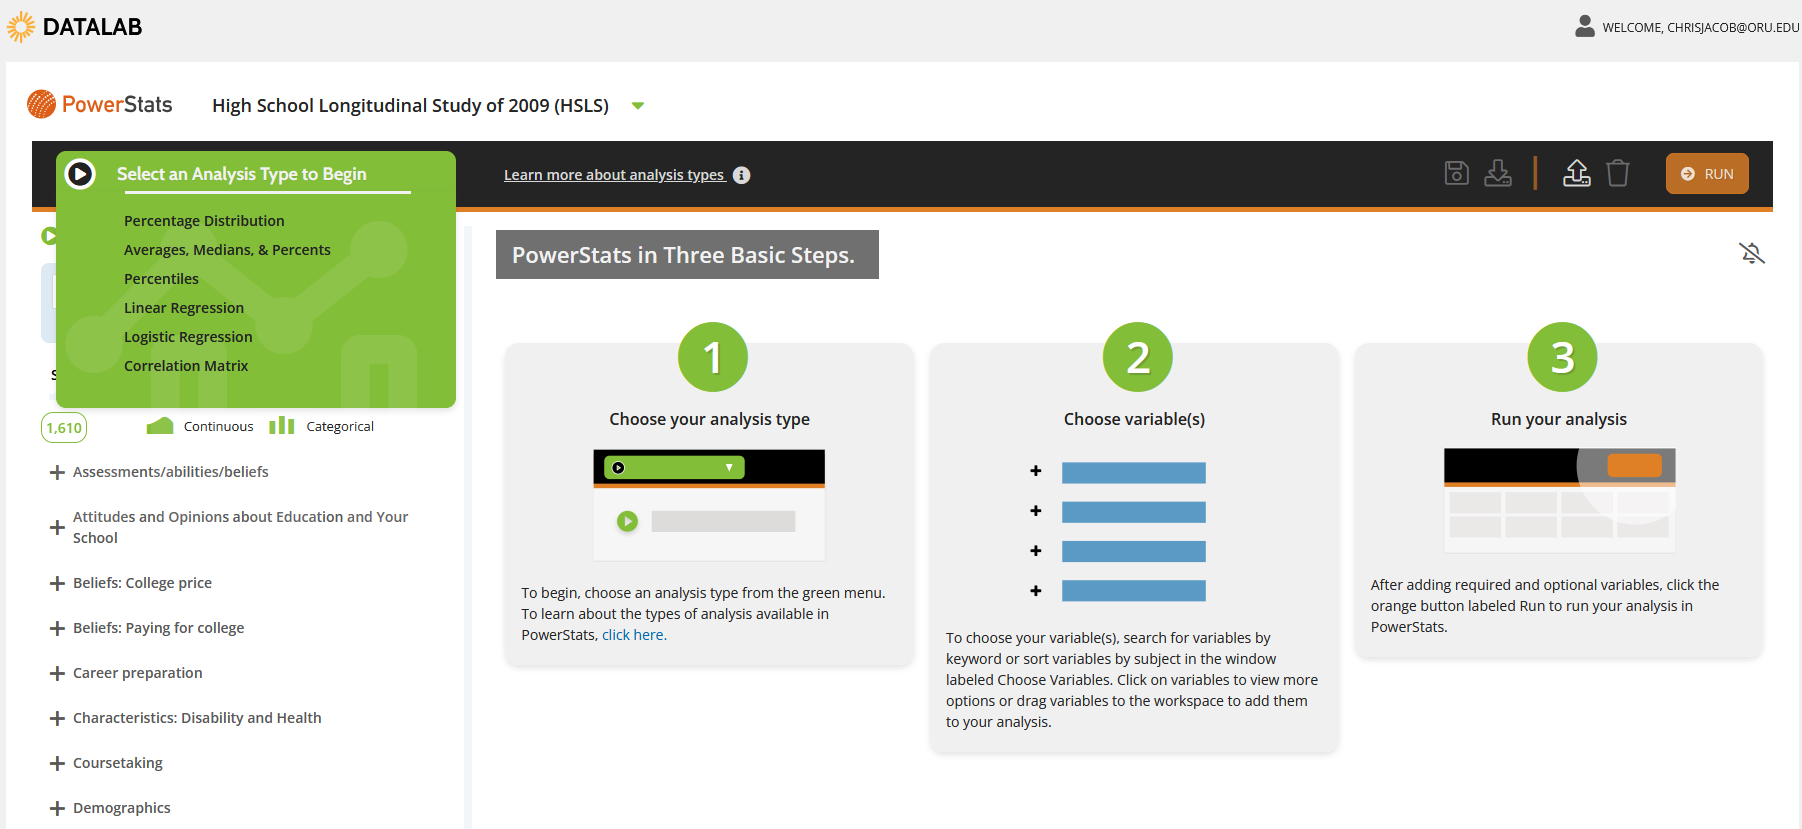 DATALAB
WELCOME, CHRISJACOB@ORU.EDU
PowerStats
High School Longitudinal Study of 2009 (HSLS)
Select an Analysis Type to Begin
Learn more about analysis types
RUN
Percentage Distribution
Averages, Medians, & Percents
Percentiles
Linear Regression
Logistic Regression
Correlation Matrix
1,610
Continuous
Categorical
Assessments/abilities/beliefs
Attitudes and Opinions about Education and Your
School
Beliefs: College price
Beliefs: Paying for college
Career preparation
Characteristics: Disability and Health
Coursetaking
Demographics
PowerStats in Three Basic Steps.
1
Choose your analysis type
To begin, choose an analysis type from the green menu.
To learn about the types of analysis available in
PowerStats, click here.
2
Choose variable(s)
To choose your variable(s), search for variables by
keyword or sort variables by subject in the window
labeled Choose Variables. Click on variables to view more
options or drag variables to the workspace to add them
to your analysis.
3
Run your analysis
After adding required and optional variables, click the
orange button labeled Run to run your analysis in
PowerStats.